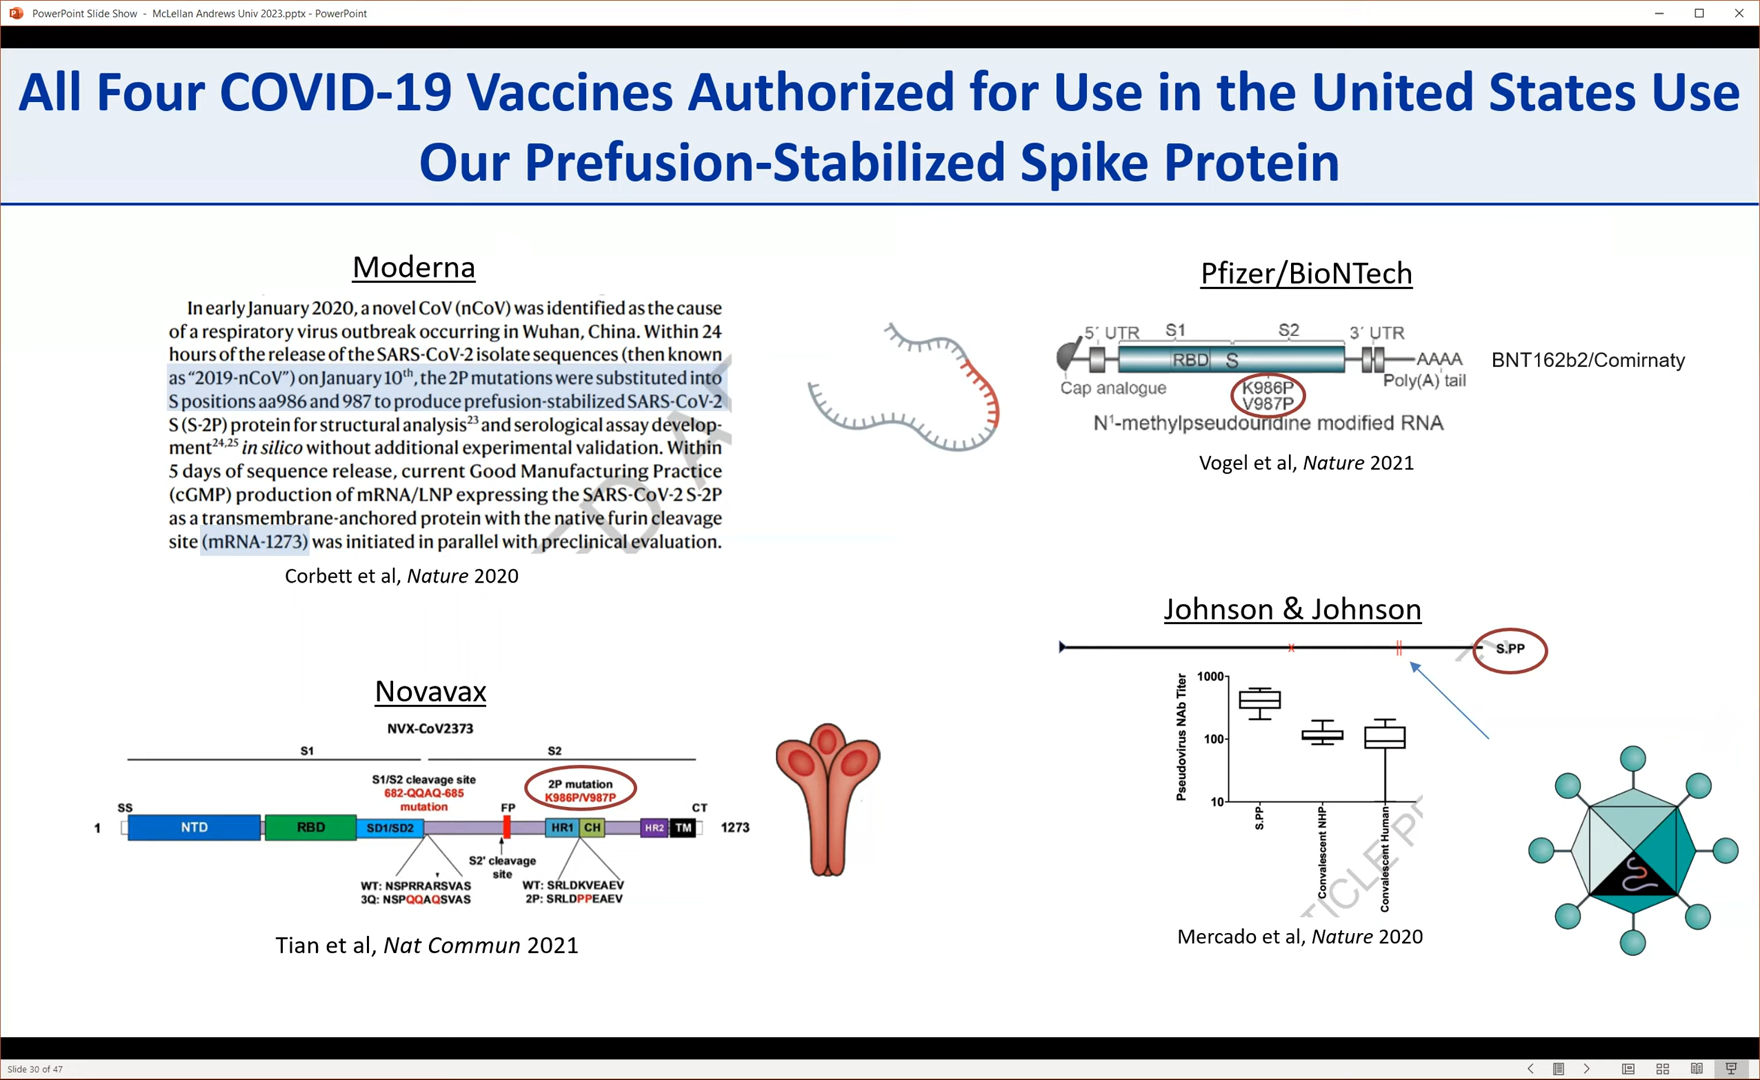 PowerPoint Slide Show - McLellan Andrews Univ 2023.pptx - PowerPoint
All Four COVID-19 Vaccines Authorized for Use in the United States Use
Our Prefusion-Stabilized Spike Protein
Moderna
In early January 2020, a novel CoV (nCoV) was identified as the cause
of a respiratory virus outbreak occurring in Wuhan, China. Within 24
hours of the release of the SARS-CoV-2 isolate sequences (then known
as “2019-nCoV”) on January 10th, the 2P mutations were substituted into
S positions aa986 and 987 to produce prefusion-stabilized SARS-CoV-2
S (S-2P) protein for structural analysis23 and serological assay develop-
ment24,25 in silico without additional experimental validation. Within
5 days of sequence release, current Good Manufacturing Practice
(cGMP) production of mRNA/LNP expressing the SARS-CoV-2 S-2P
as a transmembrane-anchored protein with the native furin cleavage
site (mRNA-1273) was initiated in parallel with preclinical evaluation.
Corbett et al, Nature 2020
Pfizer/BioNTech
5′ UTR S1 S2 3′ UTR
RBD S AAAA
Cap analogue Poly(A) tail
K986P
V987P
N1-methylpseudouridine modified RNA
BNT162b2/Comirnaty
Vogel et al, Nature 2021
Novavax
NVX-CoV2373
S1 S2
S1/S2 cleavage site
682-QQAQ-685
mutation
2P mutation
K986P/V987P
SS FP CT
1 NTD RBD SD1/SD2 HR1 CH HR2 TM 1273
S2' cleavage
site
WT: NSPRRARSVAS
3Q: NSPQQAQSVAS
WT: SRLDKVEAEV
2P: SRLDPPEAEV
Tian et al, Nat Commun 2021
Johnson & Johnson
S.PP
Pseudovirus NAb Titer
1000
100
10
S.PP
Convalescent NHP
Convalescent Human
Mercado et al, Nature 2020
Slide 30 of 47